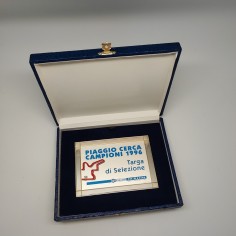 PIAGGIO CERCA
CAMPIONI 1996
Targa
di Selezione